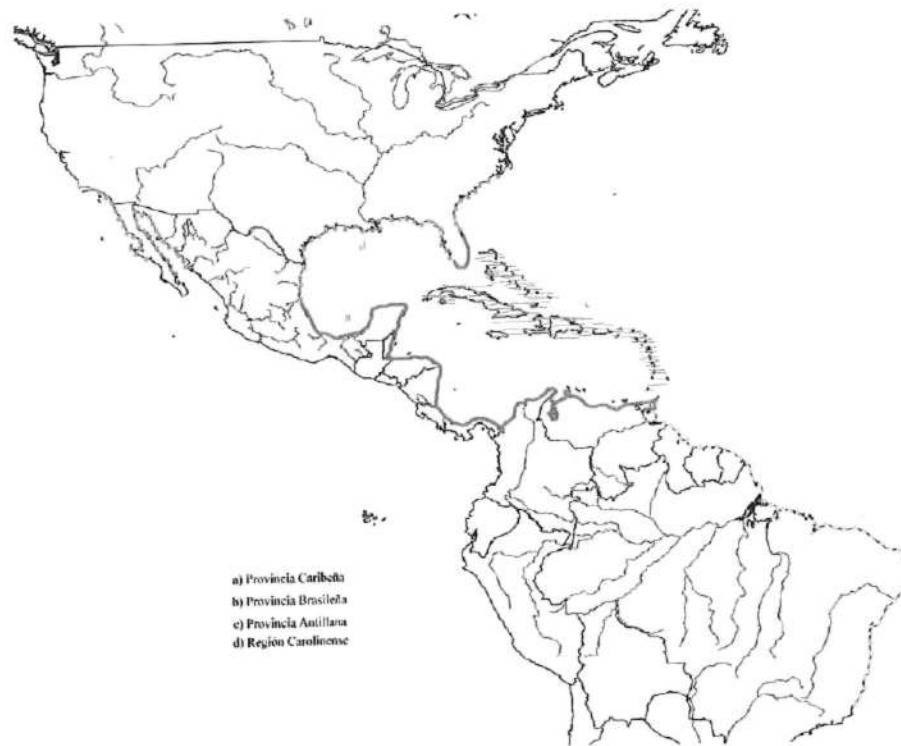 a) Provincia Caribeña
b) Provincia Brasileña
c) Provincia Antillana
d) Región Carolinense